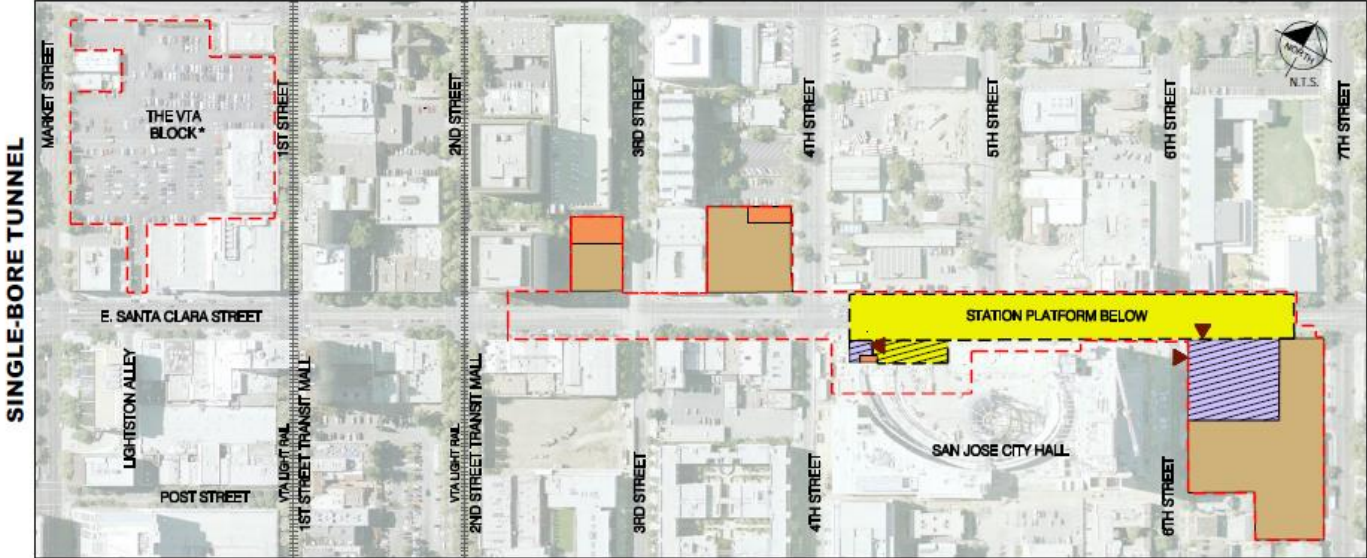 SINGLE-BORE TUNNEL
MARKET STREET
THE VTA
BLOCK*
1ST STREET
2ND STREET
3RD STREET
4TH STREET
5TH STREET
6TH STREET
7TH STREET
NORTH
N.T.S.
E. SANTA CLARA STREET
STATION PLATFORM BELOW
LIGHTSTON ALLEY
POST STREET
VTA LIGHT RAIL
1ST STREET TRANSIT MALL
VTA LIGHT RAIL
2ND STREET TRANSIT MALL
3RD STREET
4TH STREET
SAN JOSE CITY HALL
6TH STREET